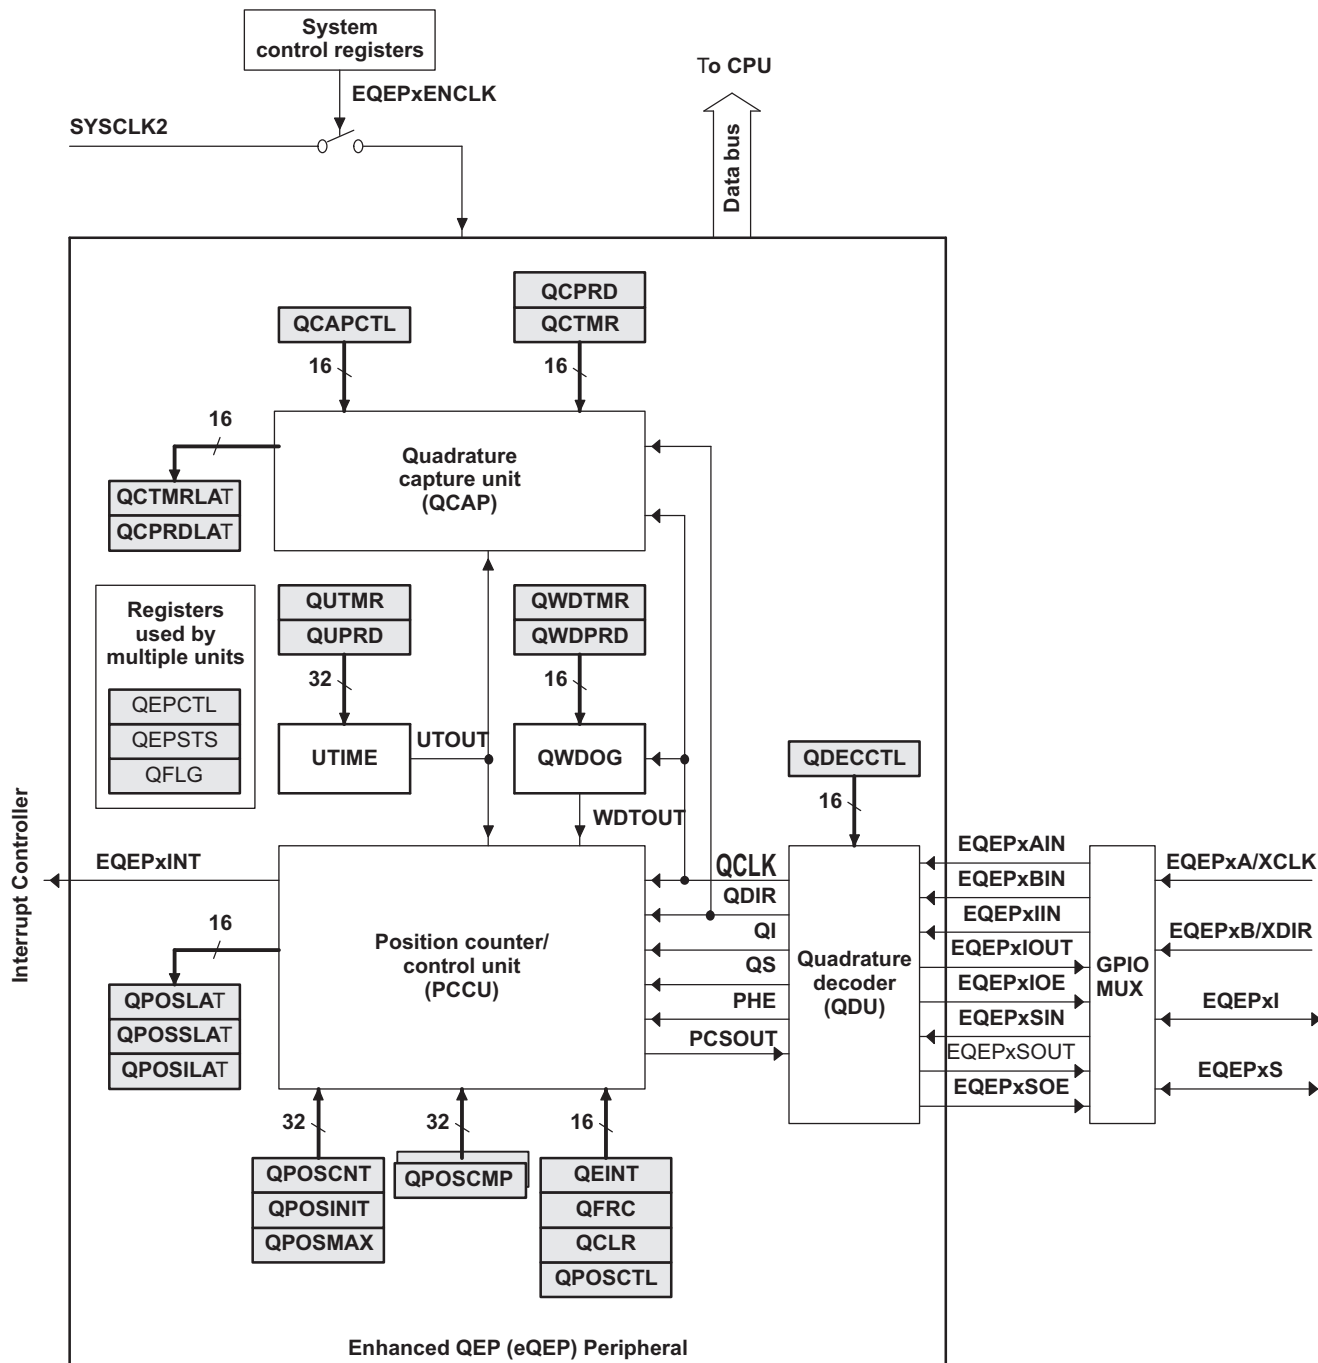 System
control registers
To CPU
EQEPxENCLK
SYSCLK2
Data bus
QCPRD
QCAPCTL
QCTMR
16
16
16
Quadrature
capture unit
(QCAP)
QCTMRLAT
QCPRDLAT
Registers
used by
multiple units
QEPCTL
QEPSTS
QFLG
QUTMR
QUPRD
32
UTIME
UTOUT
QWDTMR
QWDPRD
16
QWDOG
WDTOUT
QDECCTL
16
Interrupt Controller
EQEPxINT
16
QPOSLAT
QPOSSLAT
QPOSILAT
Position counter/
control unit
(PCCU)
QCLK
QDIR
QI
QS
PHE
PCSOUT
Quadrature
decoder
(QDU)
EQEPxAIN
EQEPxBIN
EQEPxIIN
EQEPxIOUT
EQEPxIOE
EQEPxSIN
EQEPxSOUT
EQEPxSOE
GPIO
MUX
EQEPxA/XCLK
EQEPxB/XDIR
EQEPxI
EQEPxS
32
32
16
QPOSCNT
QPOSINIT
QPOSMAX
QPOSCMP
QEINT
QFRC
QCLR
QPOSCTL
Enhanced QEP (eQEP) Peripheral